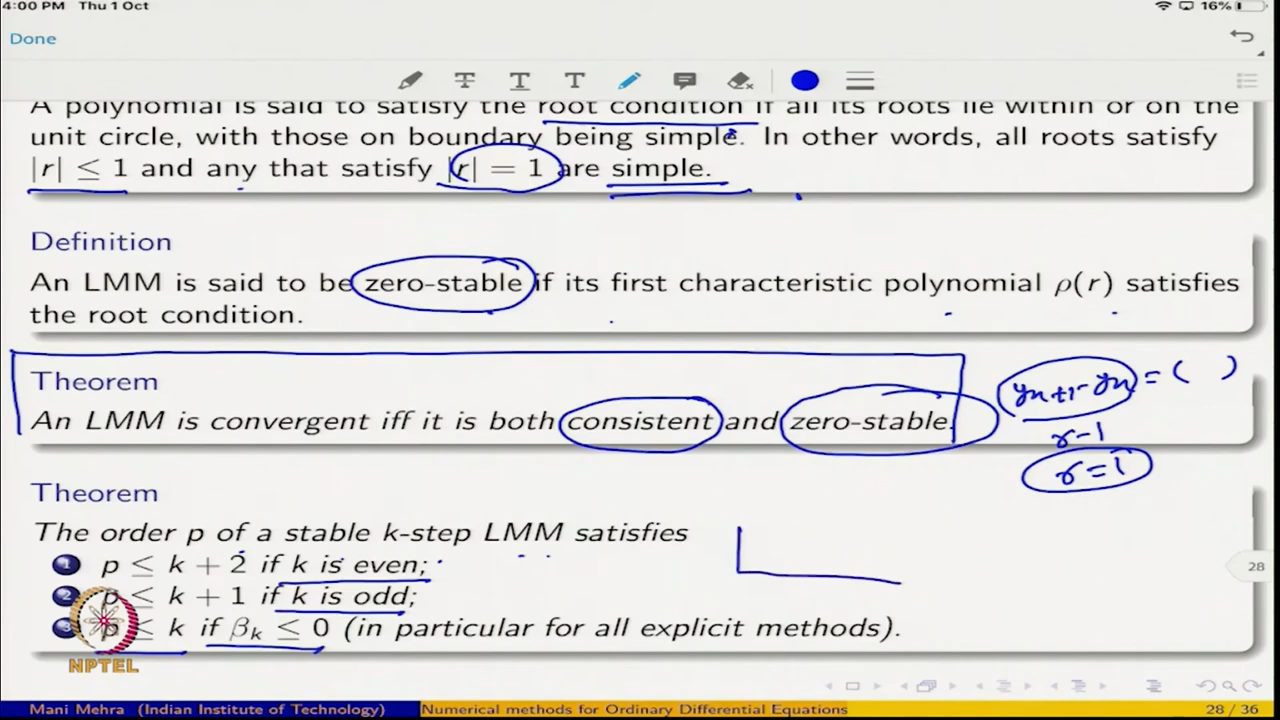 4:00 PM Thu 1 Oct
16%
Done
A polynomial is said to satisfy the root condition if all its roots lie within or on the
unit circle, with those on boundary being simple. In other words, all roots satisfy
|r| ≤ 1 and any that satisfy |r| = 1 are simple.
Definition
An LMM is said to be zero-stable if its first characteristic polynomial ρ(r) satisfies
the root condition.
Theorem
An LMM is convergent iff it is both consistent and zero-stable.
yn+1-yn = ( )
r-1
r=1
Theorem
The order p of a stable k-step LMM satisfies
1 p ≤ k + 2 if k is even;
2 p ≤ k + 1 if k is odd;
3 p ≤ k if βk ≤ 0 (in particular for all explicit methods).
28
NPTEL
Mani Mehra (Indian Institute of Technology) Numerical methods for Ordinary Differential Equations 28 / 36